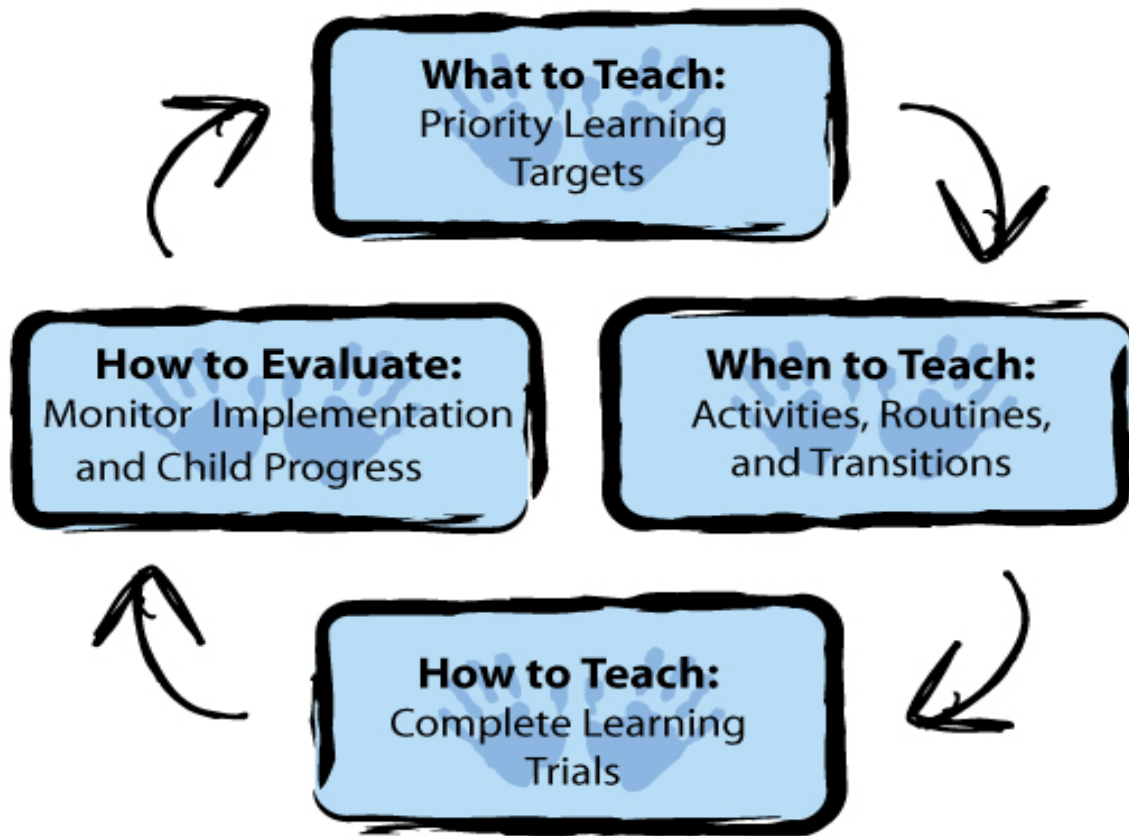 What to Teach:
Priority Learning
Targets
When to Teach:
Activities, Routines,
and Transitions
How to Teach:
Complete Learning
Trials
How to Evaluate:
Monitor Implementation
and Child Progress